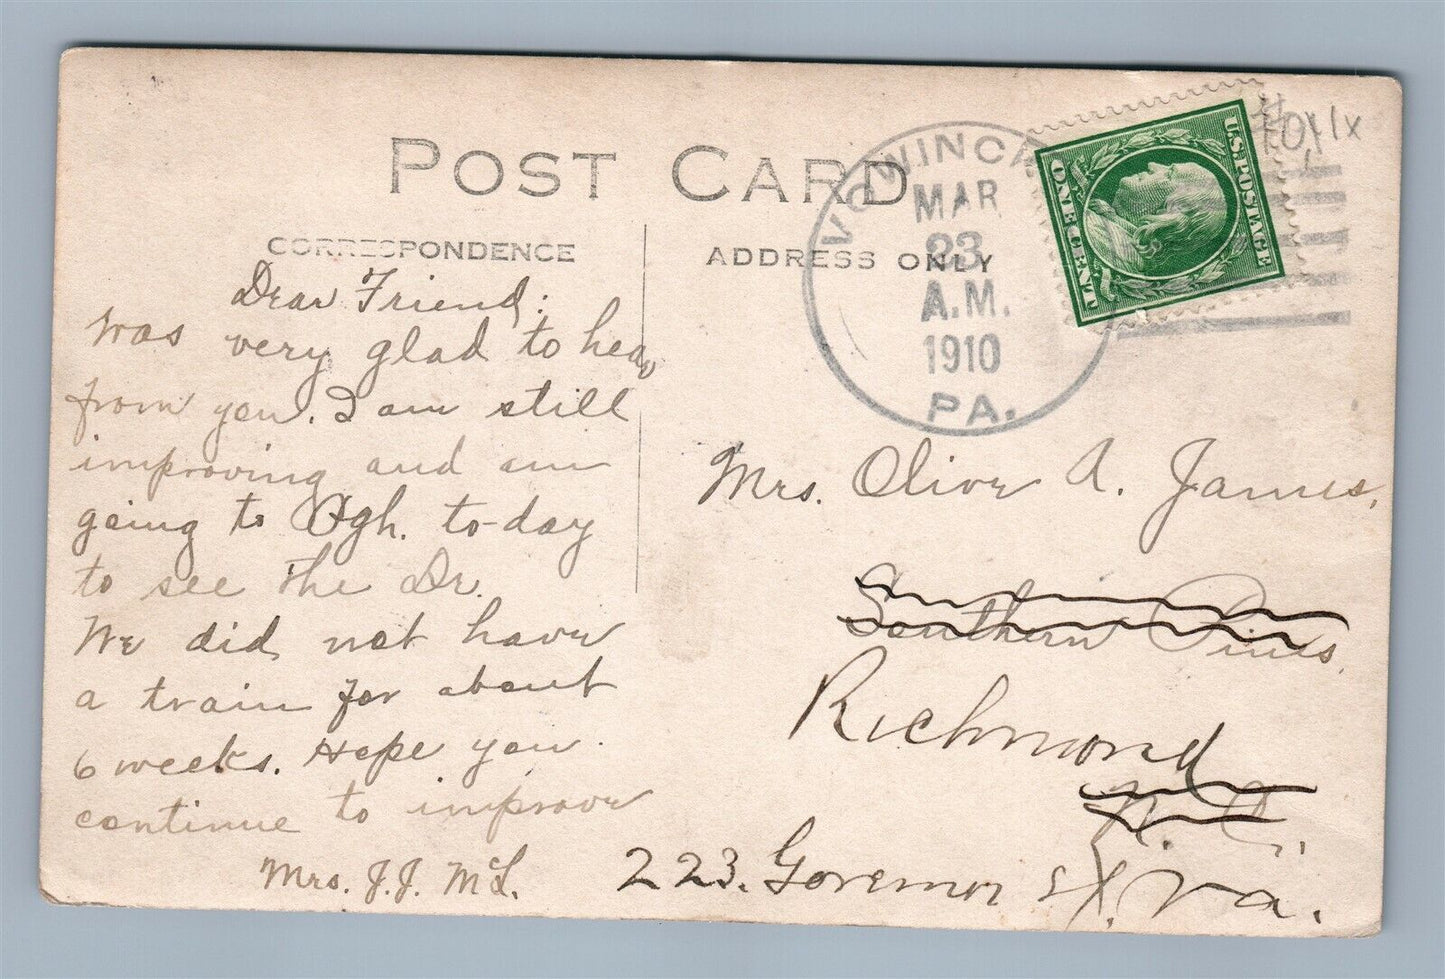 POST CARD
CORRESPONDENCE
ADDRESS ONLY
Dear Friend:
Was very glad to hear
from you. I am still
improving and am
going to Pgh. to-day
to see the Dr.
We did not have
a train for about
6 weeks. Hope you
continue to improve
Mrs. J.J. McL.
VOWINCK
MAR
23
A.M.
1910
PA.
U.S. POSTAGE
ONE CENT
Mrs. Oliver A. James,
Southern Pines,
Richmond
N. C.
223. Governor st, Va.